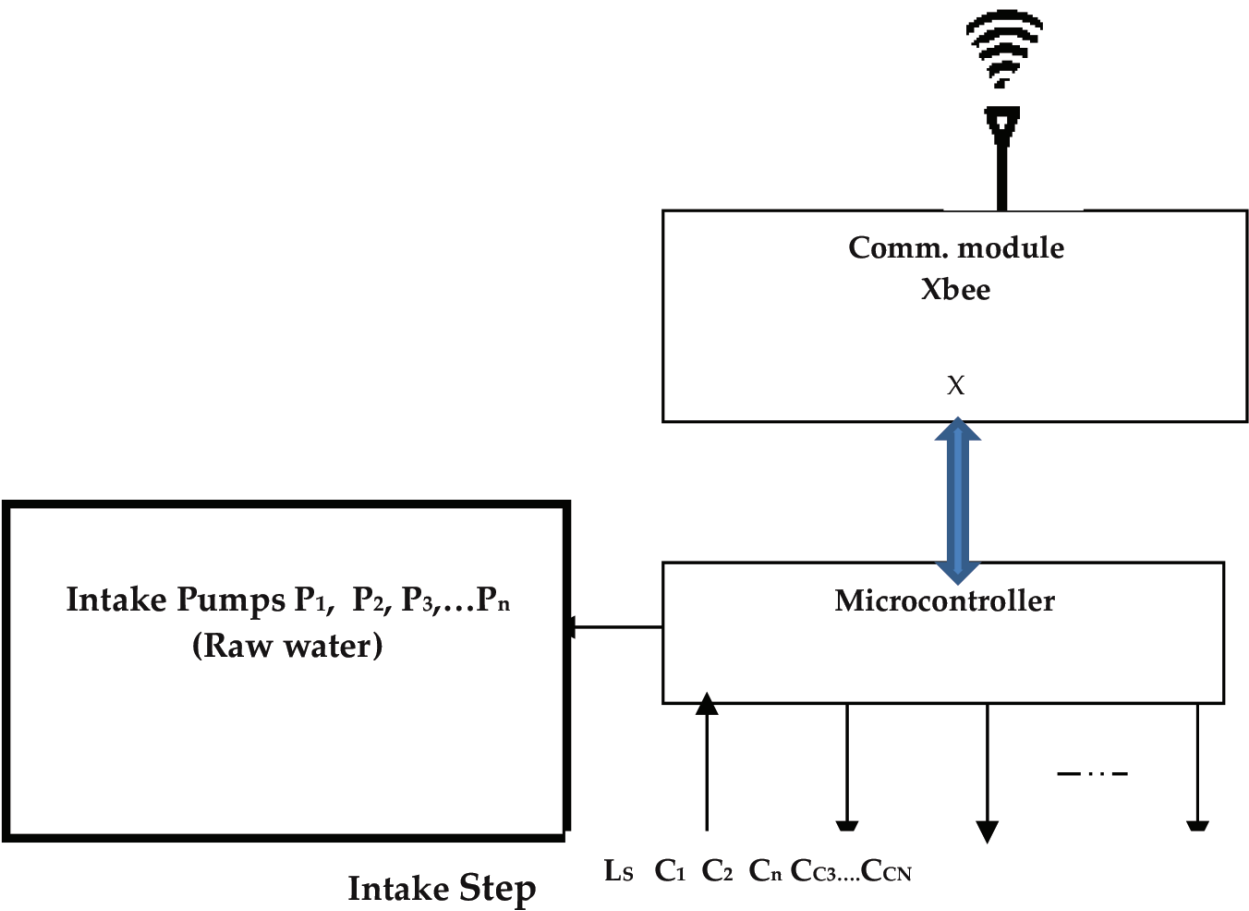 Comm. module
Xbee
X
Intake Pumps P₁, P₂, P₃,...Pₙ
(Raw water)
Microcontroller
Ls C₁ C₂ Cₙ CC3....CCN
Intake Step